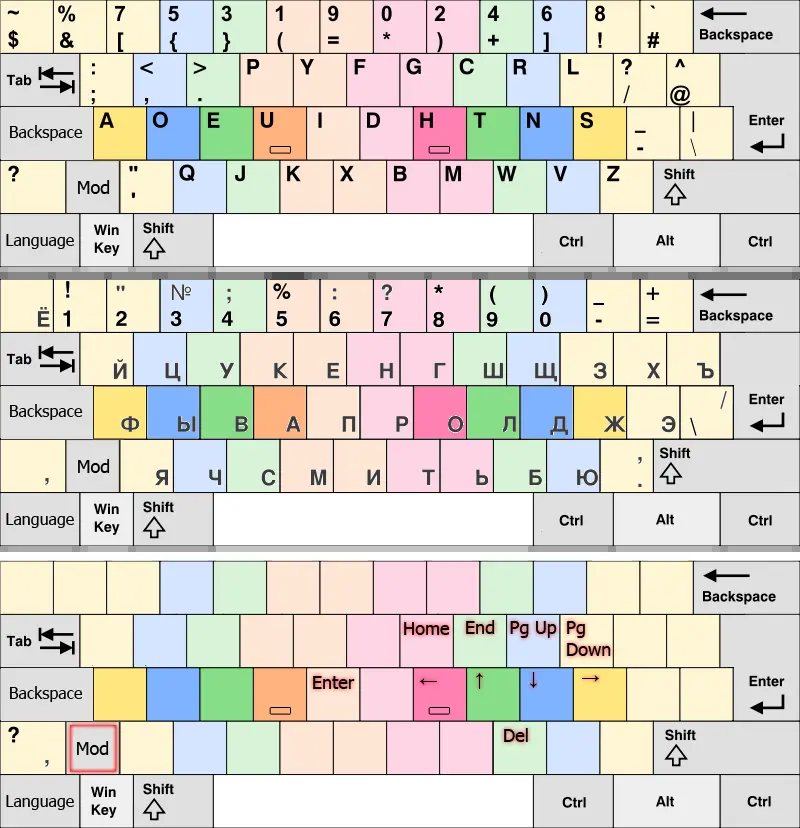 ~ % 7 5 3 1 9 0 2 4 6 8 `
$ & [ { } ( = * ) + ] ! # Backspace
Tab : < > P Y F G C R L ? ^
; , . / @
Backspace A O E U I D H T N S _ | Enter
- \
? Mod " Q J K X B M W V Z Shift
'
Language Win Key Shift Ctrl Alt Ctrl
! " № ; % : ? * ( ) _ +
Ё 1 2 3 4 5 6 7 8 9 0 - = Backspace
Tab Й Ц У К Е Н Г Ш Щ З Х Ъ
Backspace Ф Ы В А П Р О Л Д Ж Э \ / Enter
, Mod Я Ч С М И Т Ь Б Ю , . Shift
Language Win Key Shift Ctrl Alt Ctrl
Backspace
Tab Home End Pg Up Pg Down
Backspace Enter ← ↑ ↓ → Enter
? , Mod Del Shift
Language Win Key Shift Ctrl Alt Ctrl